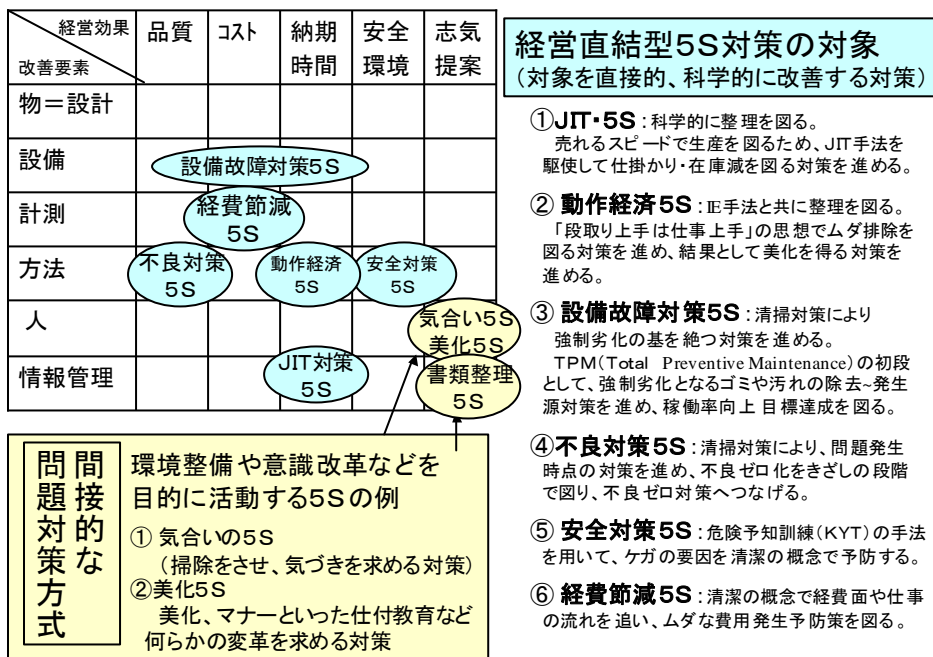 経営効果
改善要素
品質
コスト
納期
時間
安全
環境
志気
提案
物＝設計
設備
計測
方法
人
情報管理
設備故障対策5S
経費節減
5S
不良対策
5S
動作経済
5S
安全対策
5S
気合い5S
美化5S
JIT対策
5S
書類整理
5S
間接的な
問題対策方式
環境整備や意識改革などを
目的に活動する5Sの例
① 気合いの5S
（掃除をさせ、気づきを求める対策）
②美化5S
美化、マナーといった仕付教育など
何らかの変革を求める対策
経営直結型5S対策の対象
（対象を直接的、科学的に改善する対策）
①JIT・5S：科学的に整理を図る。
売れるスピードで生産を図るため、JIT手法を
駆使して仕掛かり・在庫減を図る対策を進める。
② 動作経済5S：IE手法と共に整理を図る。
「段取り上手は仕事上手」の思想でムダ排除を
図る対策を進め、結果として美化を得る対策を
進める。
③ 設備故障対策5S：清掃対策により
強制劣化の基を絶つ対策を進める。
TPM(Total Preventive Maintenance)の初段
として、強制劣化となるゴミや汚れの除去~発生
源対策を進め、稼働率向上目標達成を図る。
④不良対策5S：清掃対策により、問題発生
時点の対策を進め、不良ゼロ化をきざしの段階
で図り、不良ゼロ対策へつなげる。
⑤ 安全対策5S：危険予知訓練(KYT)の手法
を用いて、ケガの要因を清潔の概念で予防する。
⑥ 経費節減5S：清潔の概念で経費面や仕事
の流れを追い、ムダな費用発生予防策を図る。